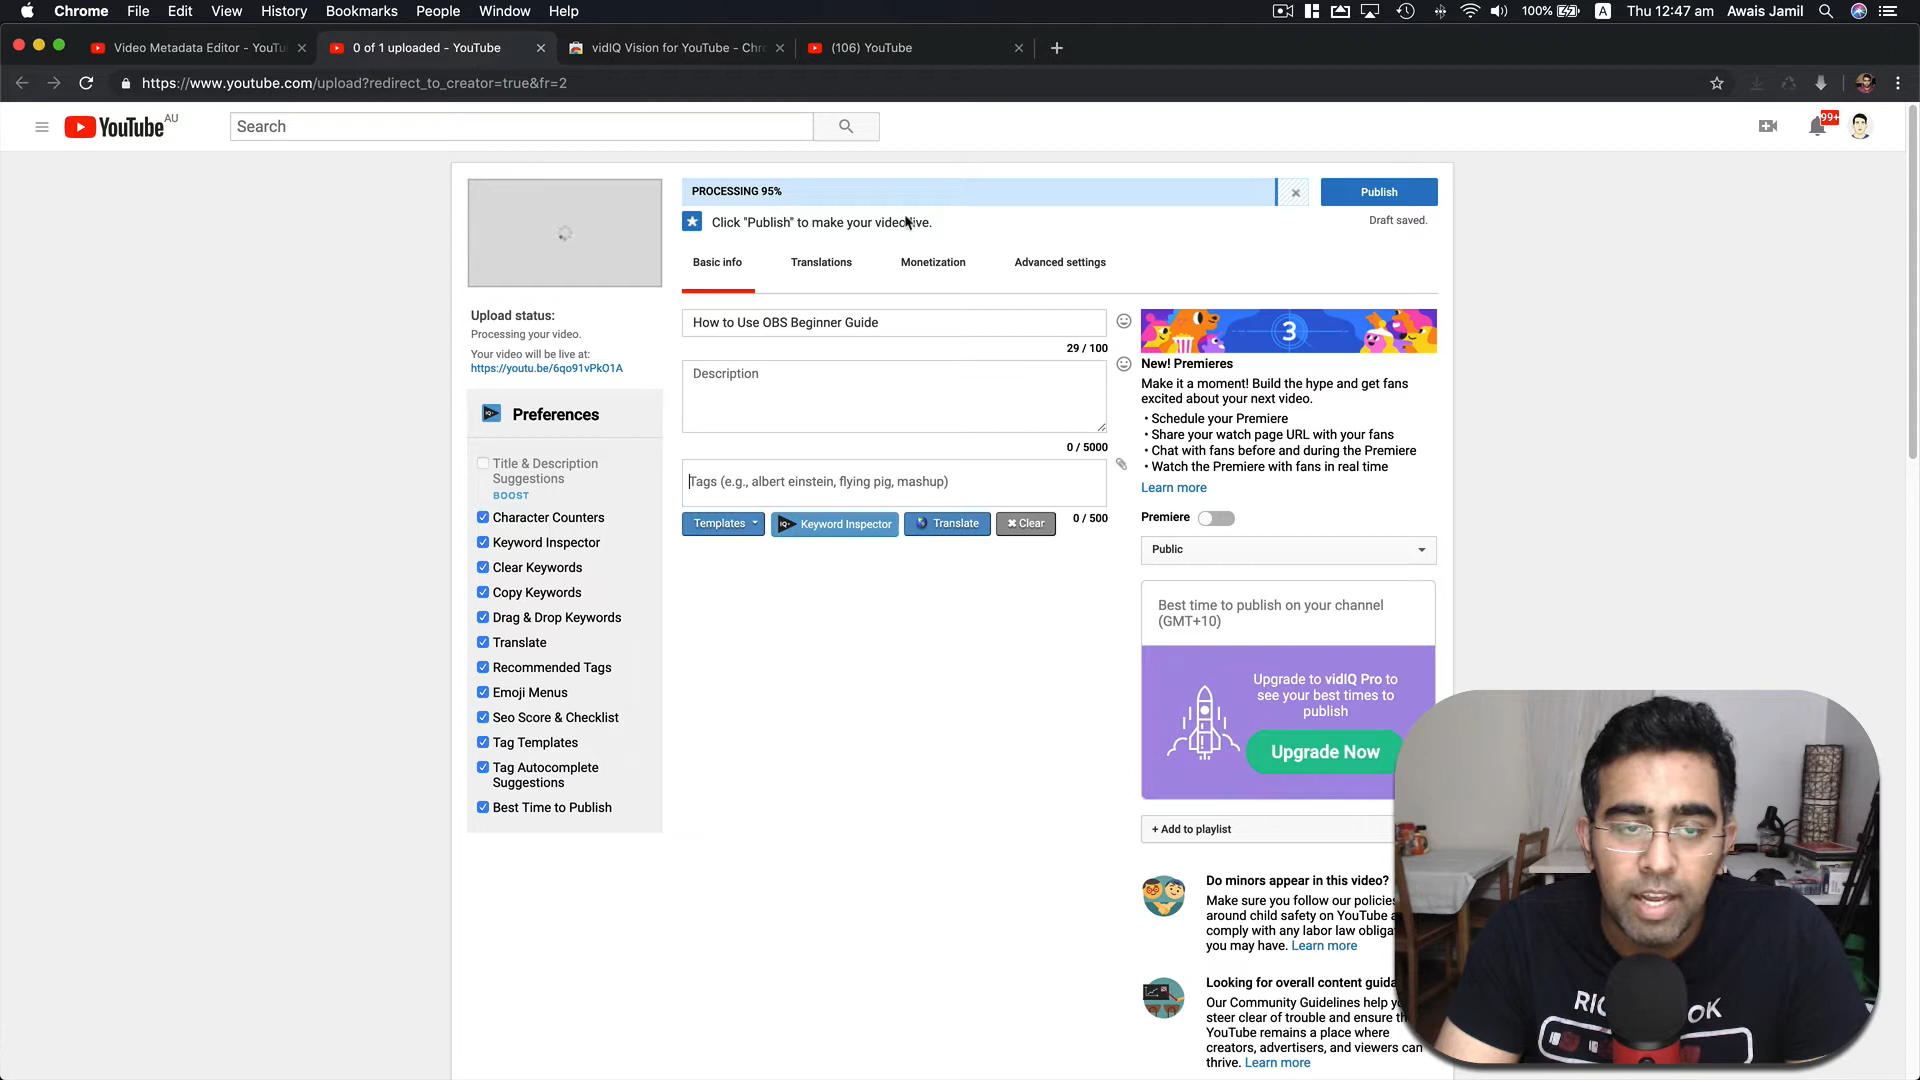 Chrome File Edit View History Bookmarks People Window Help 100% A Thu 12:47 am Awais Jamil
Video Metadata Editor - YouTu
0 of 1 uploaded - YouTube
vidIQ Vision for YouTube - Chr
(106) YouTube
https://www.youtube.com/upload?redirect_to_creator=true&fr=2
YouTube AU
Search
99+
PROCESSING 95%
Publish
Click "Publish" to make your video live.
Draft saved.
Basic info Translations Monetization Advanced settings
Upload status:
Processing your video.
Your video will be live at:
https://youtu.be/6qo91vPkO1A
Preferences
Title & Description
Suggestions
BOOST
Character Counters
Keyword Inspector
Clear Keywords
Copy Keywords
Drag & Drop Keywords
Translate
Recommended Tags
Emoji Menus
Seo Score & Checklist
Tag Templates
Tag Autocomplete
Suggestions
Best Time to Publish
How to Use OBS Beginner Guide
29 / 100
Description
0 / 5000
Tags (e.g., albert einstein, flying pig, mashup)
Templates Keyword Inspector Translate Clear 0 / 500
3
New! Premieres
Make it a moment! Build the hype and get fans
excited about your next video.
• Schedule your Premiere
• Share your watch page URL with your fans
• Chat with fans before and during the Premiere
• Watch the Premiere with fans in real time
Learn more
Premiere
Public
Best time to publish on your channel
(GMT+10)
Upgrade to vidIQ Pro to
see your best times to
publish
Upgrade Now
+ Add to playlist
Do minors appear in this video?
Make sure you follow our policies
around child safety on YouTube a
comply with any labor law obliga
you may have. Learn more
Looking for overall content guida
Our Community Guidelines help y
steer clear of trouble and ensure th
YouTube remains a place where
creators, advertisers, and viewers can
thrive. Learn more